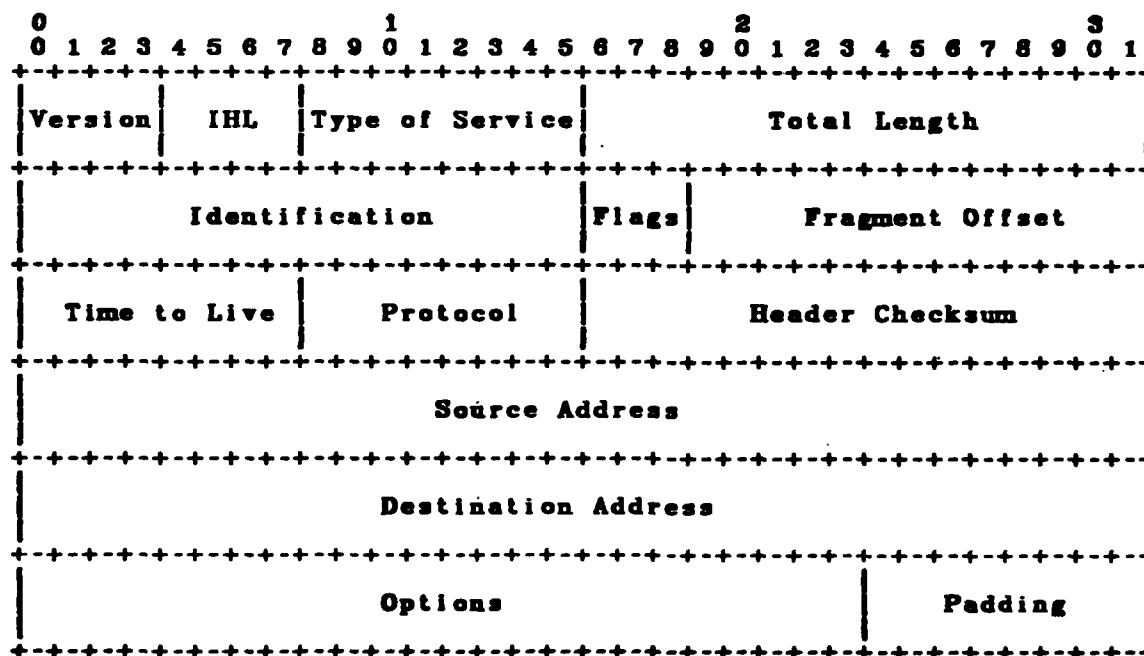 0 1 2 3
0 1 2 3 4 5 6 7 8 9 0 1 2 3 4 5 6 7 8 9 0 1 2 3 4 5 6 7 8 9 0 1
+-+-+-+-+-+-+-+-+-+-+-+-+-+-+-+-+-+-+-+-+-+-+-+-+-+-+-+-+-+-+-+-
|Version| IHL |Type of Service| Total Length
+-+-+-+-+-+-+-+-+-+-+-+-+-+-+-+-+-+-+-+-+-+-+-+-+-+-+-+-+-+-+-+-
| Identification |Flags| Fragment Offset
+-+-+-+-+-+-+-+-+-+-+-+-+-+-+-+-+-+-+-+-+-+-+-+-+-+-+-+-+-+-+-+-
| Time to Live | Protocol | Header Checksum
+-+-+-+-+-+-+-+-+-+-+-+-+-+-+-+-+-+-+-+-+-+-+-+-+-+-+-+-+-+-+-+-
| Source Address
+-+-+-+-+-+-+-+-+-+-+-+-+-+-+-+-+-+-+-+-+-+-+-+-+-+-+-+-+-+-+-+-
| Destination Address
+-+-+-+-+-+-+-+-+-+-+-+-+-+-+-+-+-+-+-+-+-+-+-+-+-+-+-+-+-+-+-+-
| Options | Padding
+-+-+-+-+-+-+-+-+-+-+-+-+-+-+-+-+-+-+-+-+-+-+-+-+-+-+-+-+-+-+-+-